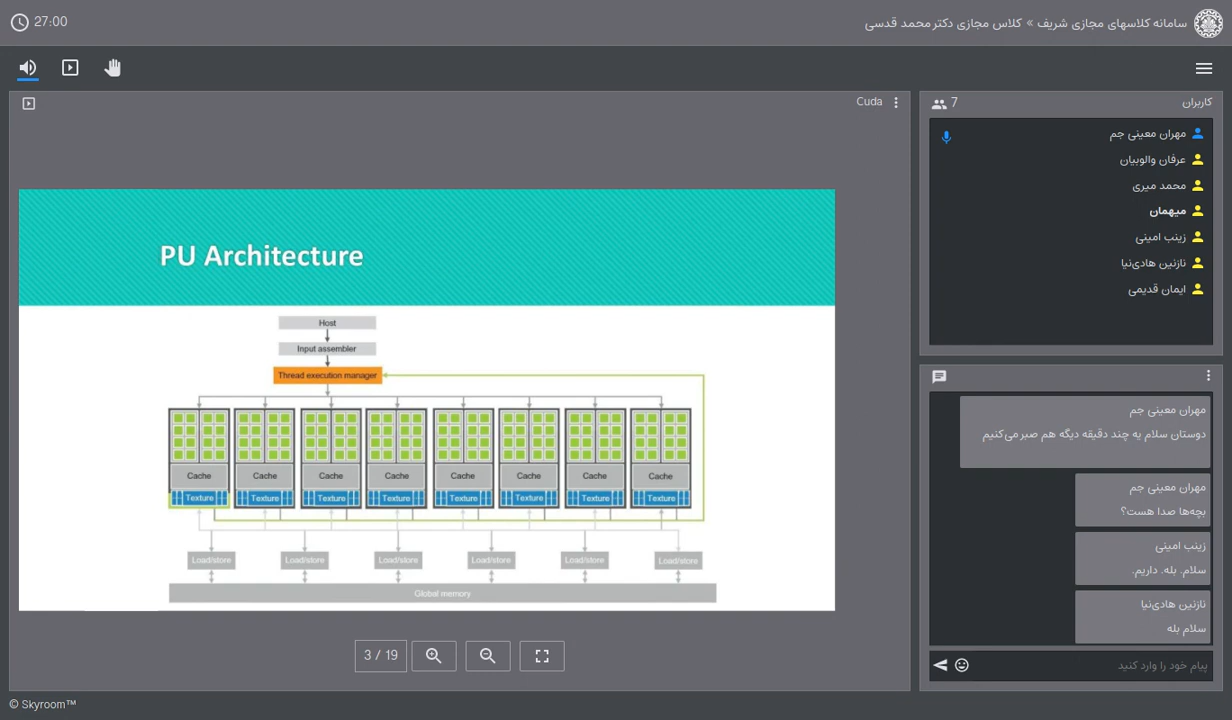 27:00
سامانه کلاسهای مجازی شریف » کلاس مجازی دکتر محمد قدسی
Cuda
PU Architecture
Host
Input assembler
Thread execution manager
Cache Cache Cache Cache Cache Cache Cache Cache
Texture Texture Texture Texture Texture Texture Texture Texture
Load/store Load/store Load/store Load/store Load/store Load/store
Global memory
3 / 19
کاربران
7
مهران معینی جم
عرفان والوبیان
محمد میری
میهمان
زینب امینی
نازنین هادی‌نیا
ایمان قدیمی
مهران معینی جم
دوستان سلام یه چند دقیقه دیگه هم صبر می‌کنیم
مهران معینی جم
بچه‌ها صدا هست؟
زینب امینی
سلام. بله. داریم.
نازنین هادی‌نیا
سلام بله
پیام خود را وارد کنید
© Skyroom™